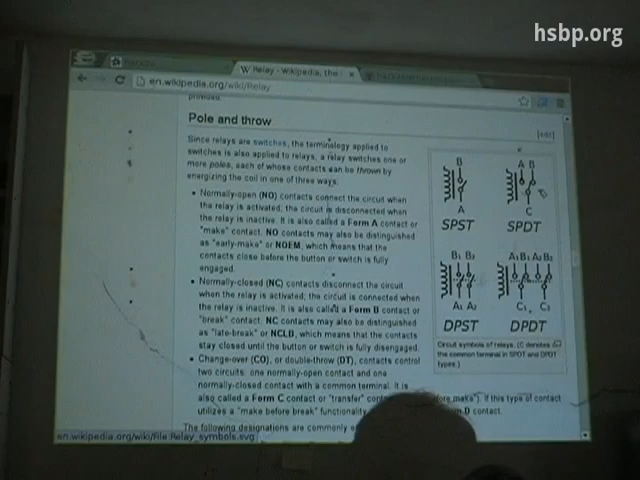 hsbp.org
W Relay - Wikipedia, the
en.wikipedia.org/wiki/Relay
provided.
Pole and throw
[edit]
Since relays are switches, the terminology applied to
switches is also applied to relays; a relay switches one or
more poles, each of whose contacts can be thrown by
energizing the coil in one of three ways:
Normally-open (NO) contacts connect the circuit when
the relay is activated; the circuit is disconnected when
the relay is inactive. It is also called a Form A contact or
"make" contact. NO contacts may also be distinguished
as "early-make" or NOEM, which means that the
contacts close before the button or switch is fully
engaged.
Normally-closed (NC) contacts disconnect the circuit
when the relay is activated; the circuit is connected when
the relay is inactive. It is also called a Form B contact or
"break" contact. NC contacts may also be distinguished
as "late-break" or NCLB, which means that the contacts
stay closed until the button or switch is fully disengaged.
Change-over (CO), or double-throw (DT), contacts control
two circuits: one normally-open contact and one
normally-closed contact with a common terminal. It is
also called a Form C contact or "transfer" before make"). If this type of contact
utilizes a "make before break" functionality D contact.
The following designations are commonly
B
A
SPST
A B
C
SPDT
B₁ B₂
A₁ A₂
DPST
A₁ B₁ A₂ B₂
C₁ C₂
DPDT
Circuit symbols of relays. (C denotes
the common terminal in SPDT and DPDT
types.)
en.wikipedia.org/wiki/File:Relay_symbols.svg